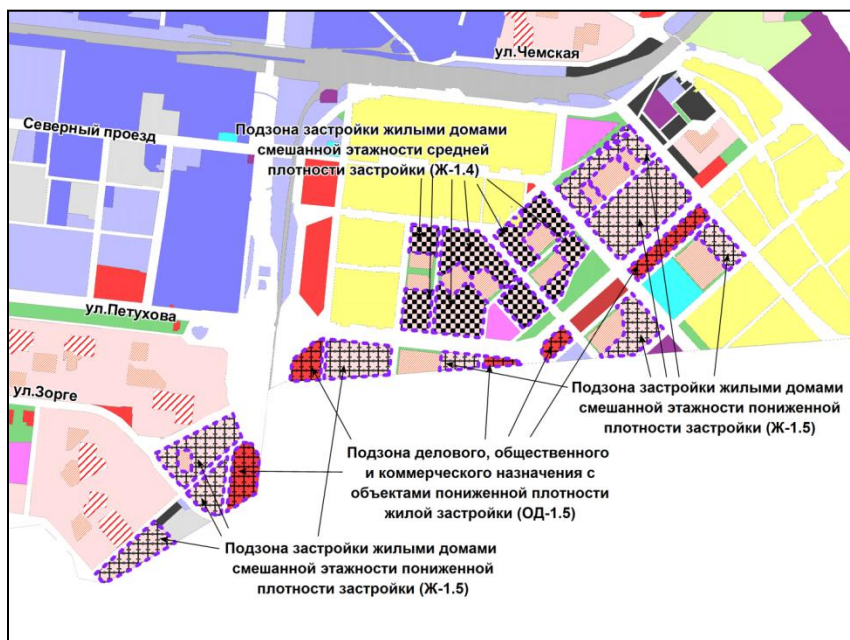 ул.Чемская
Северный проезд
Подзона застройки жилыми домами
смешанной этажности средней
плотности застройки (Ж-1.4)
ул.Петухова
ул.Зорге
Подзона застройки жилыми домами
смешанной этажности пониженной
плотности застройки (Ж-1.5)
Подзона делового, общественного
и коммерческого назначения с
объектами пониженной плотности
жилой застройки (ОД-1.5)
Подзона застройки жилыми домами
смешанной этажности пониженной
плотности застройки (Ж-1.5)